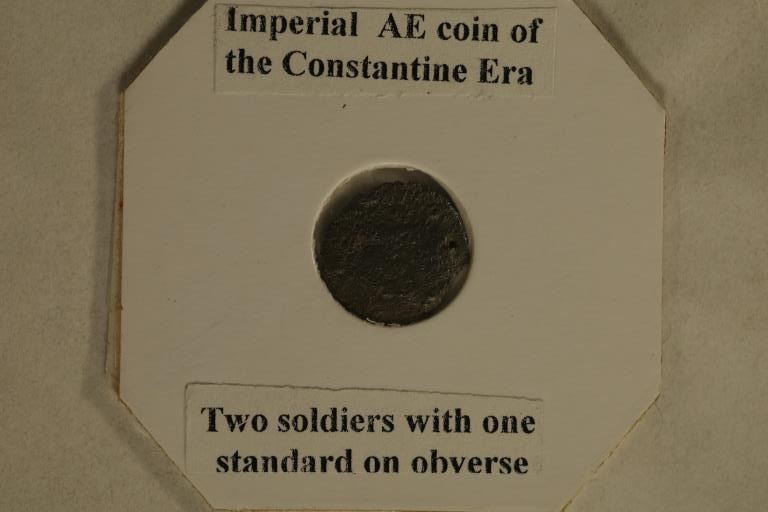 Imperial AE coin of
the Constantine Era
Two soldiers with one
standard on obverse